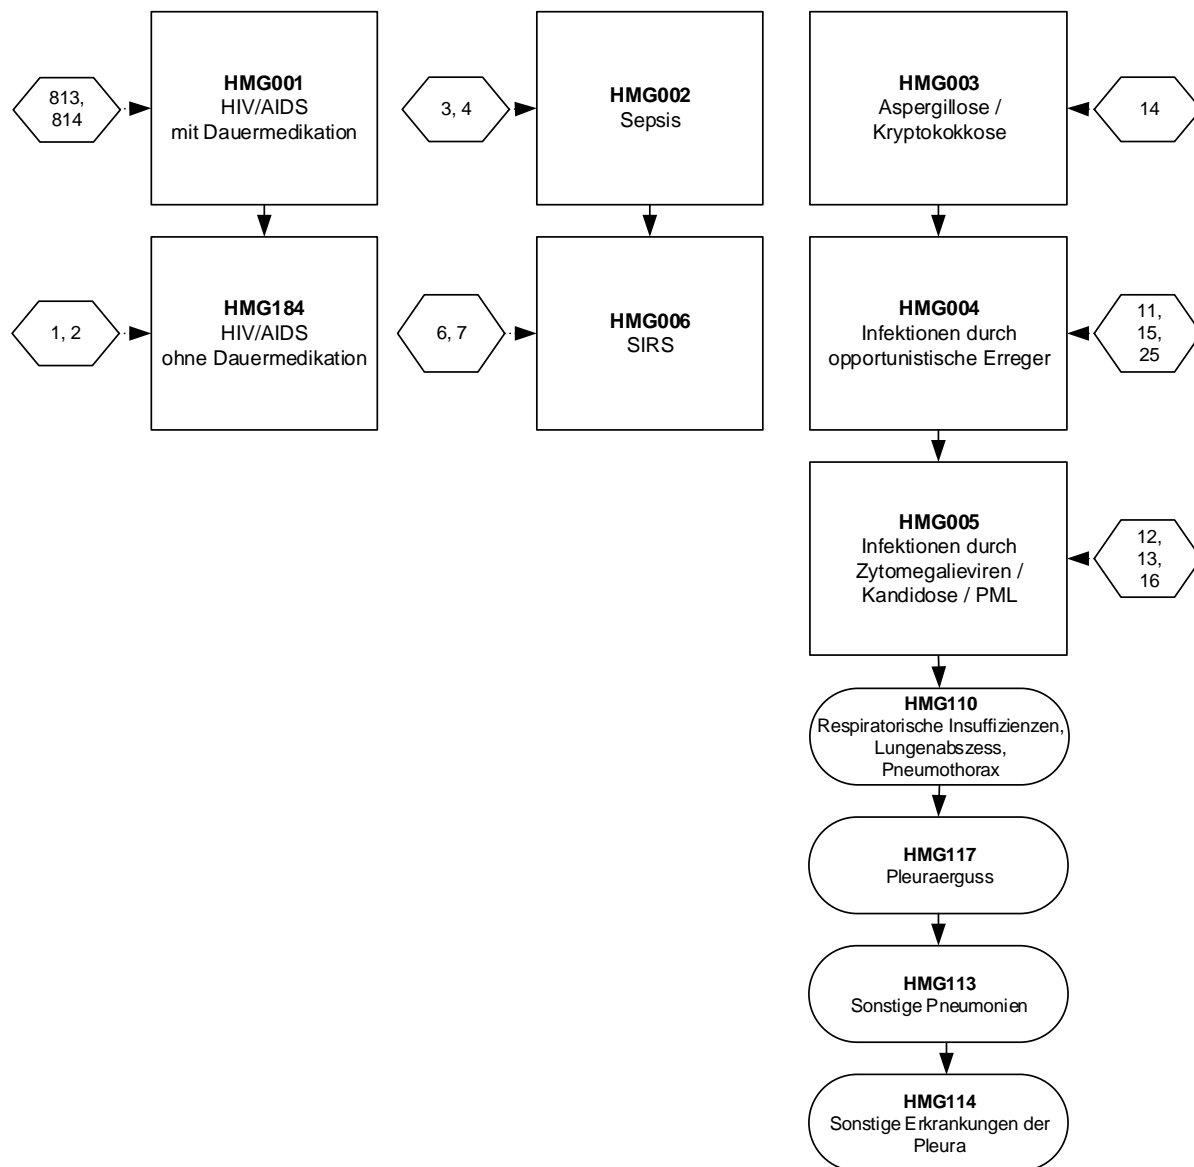 813,
814
HMG001
HIV/AIDS
mit Dauermedikation
3, 4
HMG002
Sepsis
HMG003
Aspergillose /
Kryptokokkose
14
1, 2
HMG184
HIV/AIDS
ohne Dauermedikation
6, 7
HMG006
SIRS
HMG004
Infektionen durch
opportunistische Erreger
11,
15,
25
HMG005
Infektionen durch
Zytomegalieviren /
Kandidose / PML
12,
13,
16
HMG110
Respiratorische Insuffizienzen,
Lungenabszess,
Pneumothorax
HMG117
Pleuraerguss
HMG113
Sonstige Pneumonien
HMG114
Sonstige Erkrankungen der
Pleura